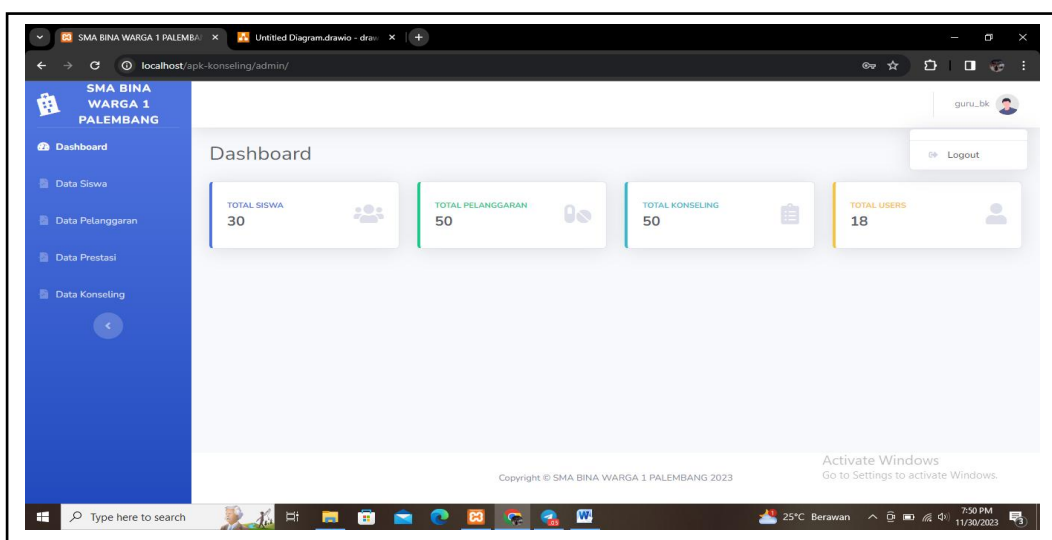 SMA BINA WARGA 1 PALEMBA
Untitled Diagram.drawio - draw
localhost/apk-konseling/admin/
SMA BINA
WARGA 1
PALEMBANG
guru_bk
Logout
Dashboard
Data Siswa
Data Pelanggaran
Data Prestasi
Data Konseling
Dashboard
TOTAL SISWA
30
TOTAL PELANGGARAN
50
TOTAL KONSELING
50
TOTAL USERS
18
Activate Windows
Go to Settings to activate Windows.
Copyright © SMA BINA WARGA 1 PALEMBANG 2023
Type here to search
25°C Berawan
7:50 PM
11/30/2023